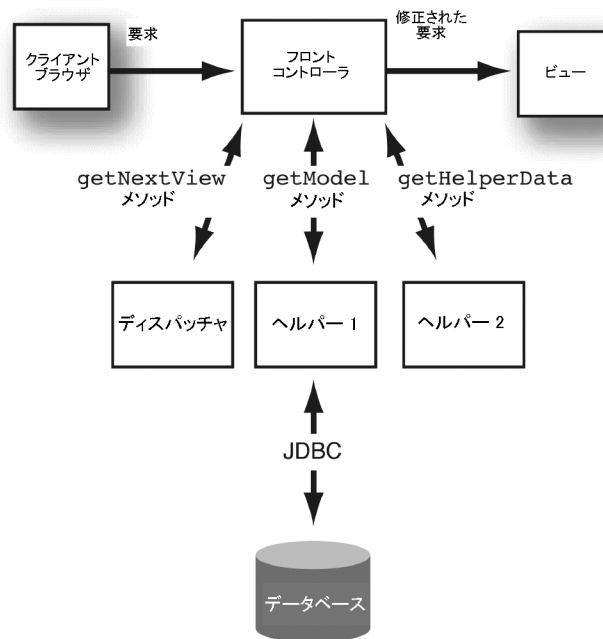 クライアント
ブラウザ
要求
フロント
コントローラ
修正された
要求
ビュー
getNextView
メソッド
getModel
メソッド
getHelperData
メソッド
ディスパッチャ
ヘルパー 1
ヘルパー 2
JDBC
データベース